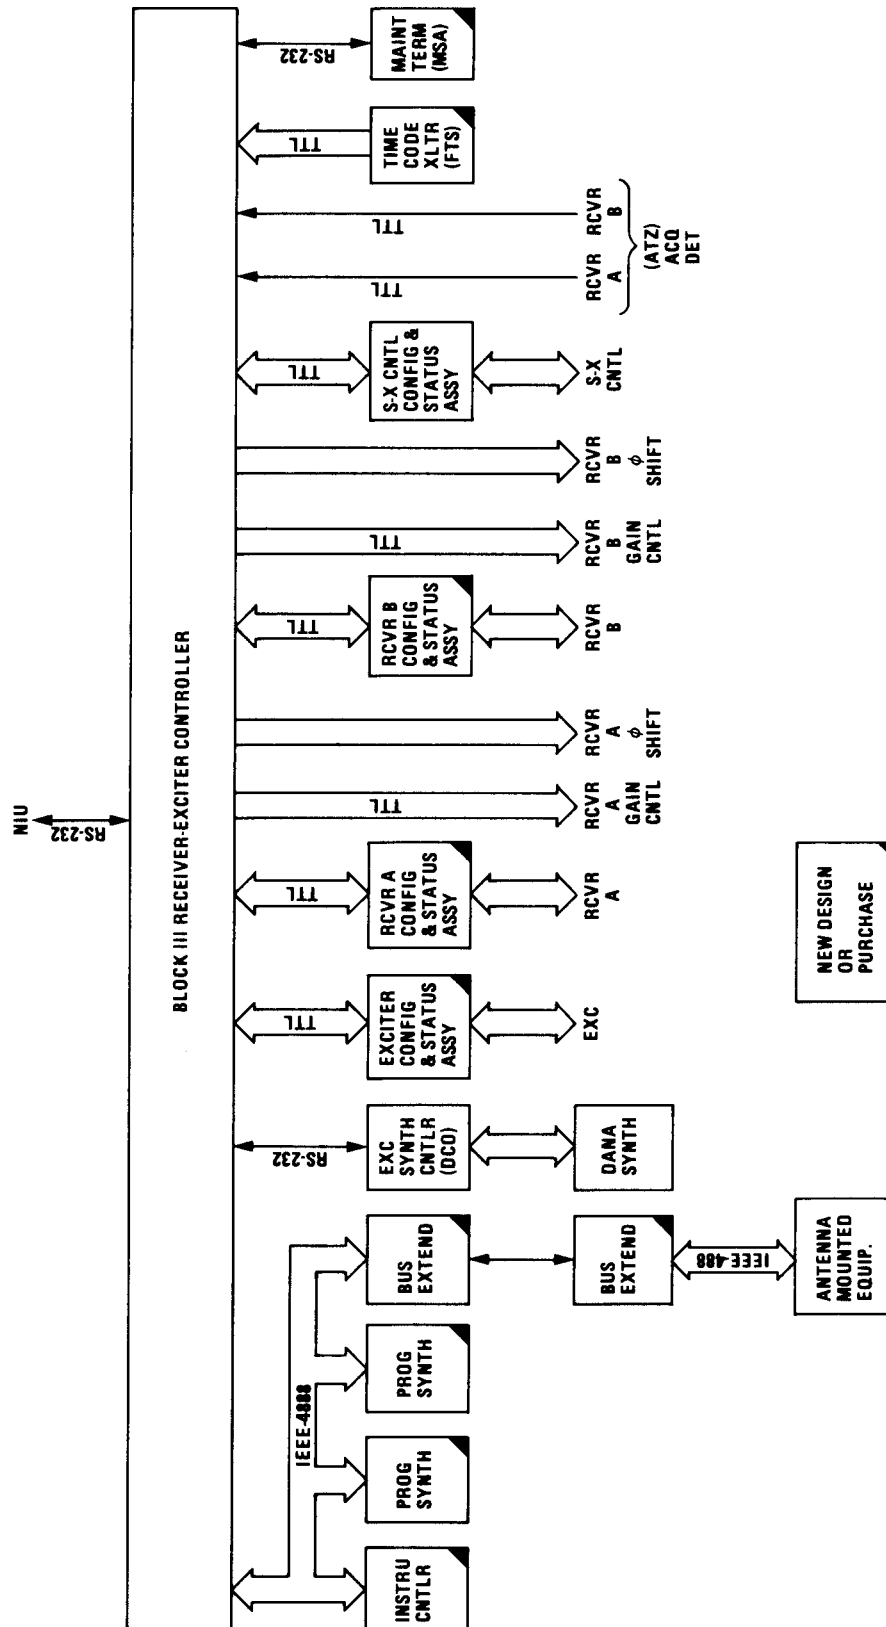 NIU
RS-232
BLOCK III RECEIVER-EXCITER CONTROLLER
IEEE-4888
RS-232
TTL
TTL
TTL
TTL
TTL
TTL
TTL
TTL
TTL
RS-232
INSTRU
CNTLR
PROG
SYNTH
PROG
SYNTH
BUS
EXTEND
EXC
SYNTH
CNTLR
(DCO)
EXCITER
CONFIG
& STATUS
ASSY
RCVR A
CONFIG
& STATUS
ASSY
RCVR B
CONFIG
& STATUS
ASSY
S-X CNTL
CONFIG &
STATUS
ASSY
TIME
CODE
XLTR
(FTS)
MAINT
TERM
(MSA)
BUS
EXTEND
DANA
SYNTH
EXC
RCVR
A
RCVR
A
GAIN
CNTL
RCVR
A
φ
SHIFT
RCVR
B
RCVR
B
GAIN
CNTL
RCVR
B
φ
SHIFT
S-X
CNTL
RCVR
A
RCVR
B
(ATZ)
ACQ
DET
IEEE-488
ANTENNA
MOUNTED
EQUIP.
NEW DESIGN
OR
PURCHASE